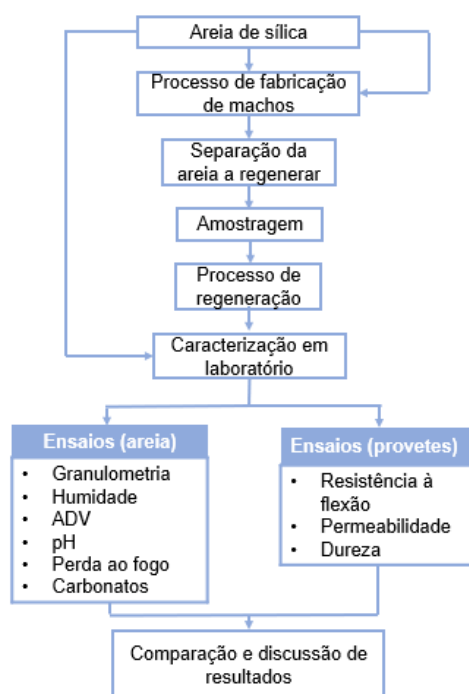 Areia de sílica
Processo de fabricação
de machos
Separação da
areia a regenerar
Amostragem
Processo de
regeneração
Caracterização em
laboratório
Ensaios (areia)
• Granulometria
• Humidade
• ADV
• pH
• Perda ao fogo
• Carbonatos
Ensaios (provetes)
• Resistência à
flexão
• Permeabilidade
• Dureza
Comparação e discussão de
resultados